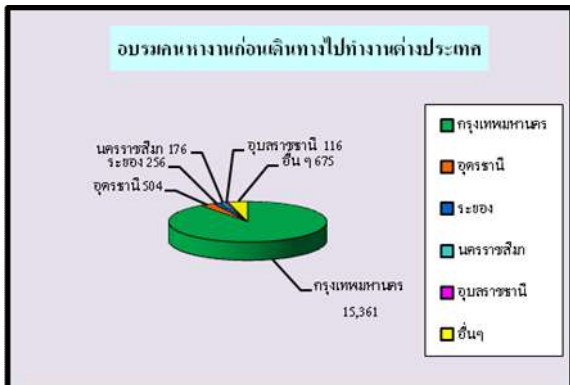 อบรมคนหางานก่อนเดินทางไปทำงานต่างประเทศ
นครราชสีมา 176
อุบลราชธานี 116
ระยอง 256
อื่น ๆ 675
อุดรธานี 504
กรุงเทพมหานคร
15,361
กรุงเทพมหานคร
อุดรธานี
ระยอง
นครราชสีมา
อุบลราชธานี
อื่นๆ